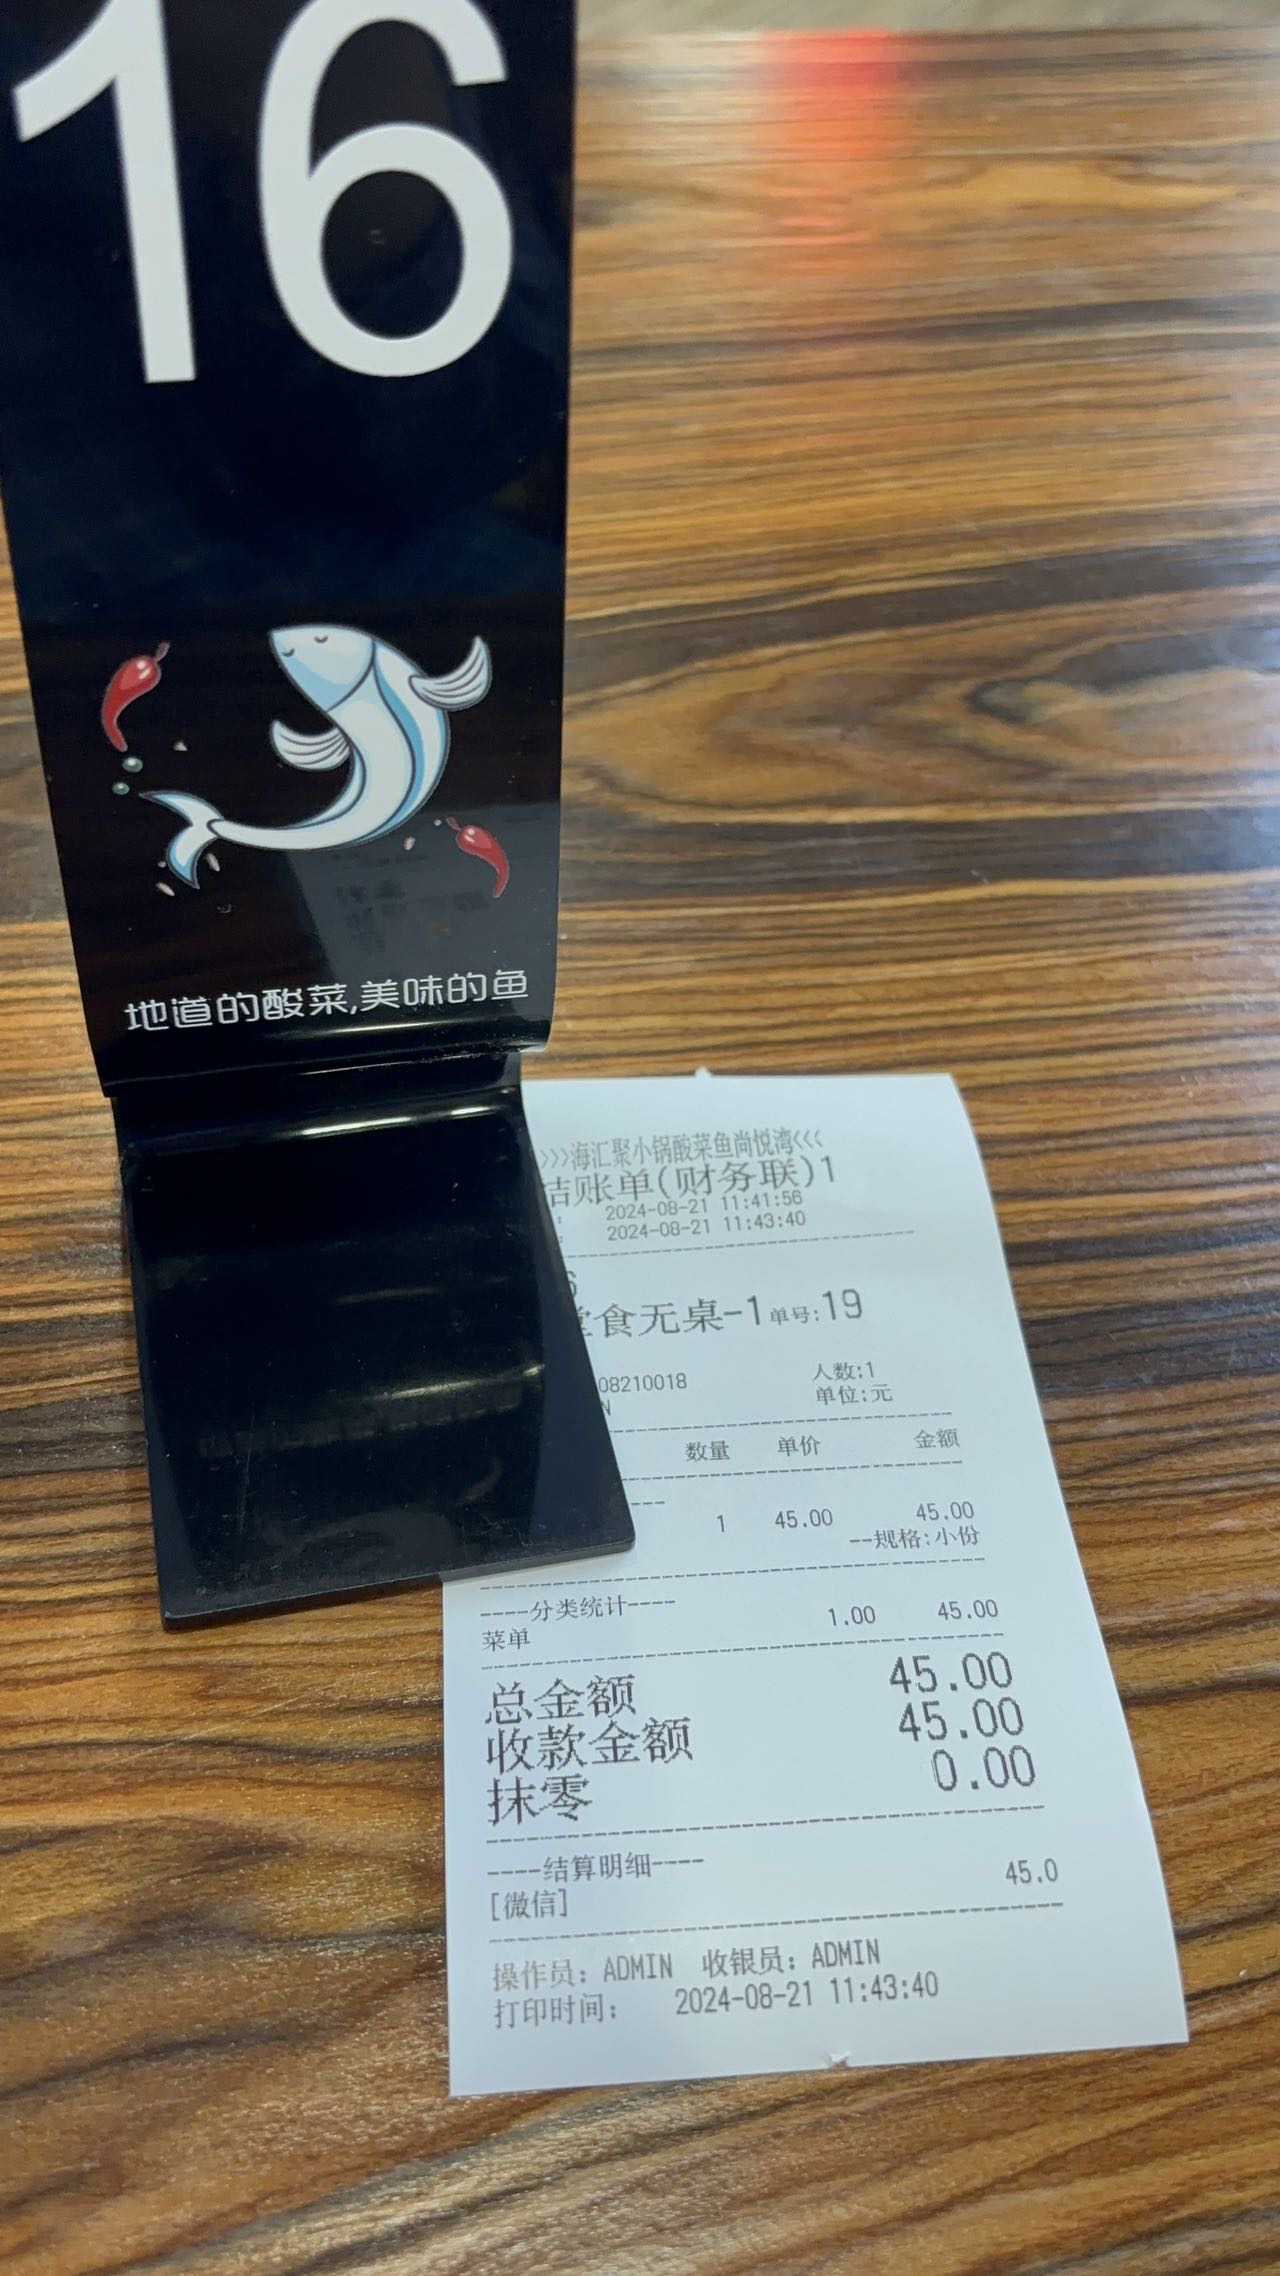 16
地道的酸菜,美味的鱼
>>>海汇聚小锅酸菜鱼尚悦湾<<<
结账单(财务联)1
: 2024-08-21 11:41:56
: 2024-08-21 11:43:40
6
堂食无桌-1 单号:19
08210018 人数:1
N 单位:元
数量 单价 金额
1 45.00 45.00
--规格:小份
----分类统计----
菜单 1.00 45.00
总金额 45.00
收款金额 45.00
抹零 0.00
----结算明细----
[微信] 45.0
操作员: ADMIN 收银员: ADMIN
打印时间: 2024-08-21 11:43:40